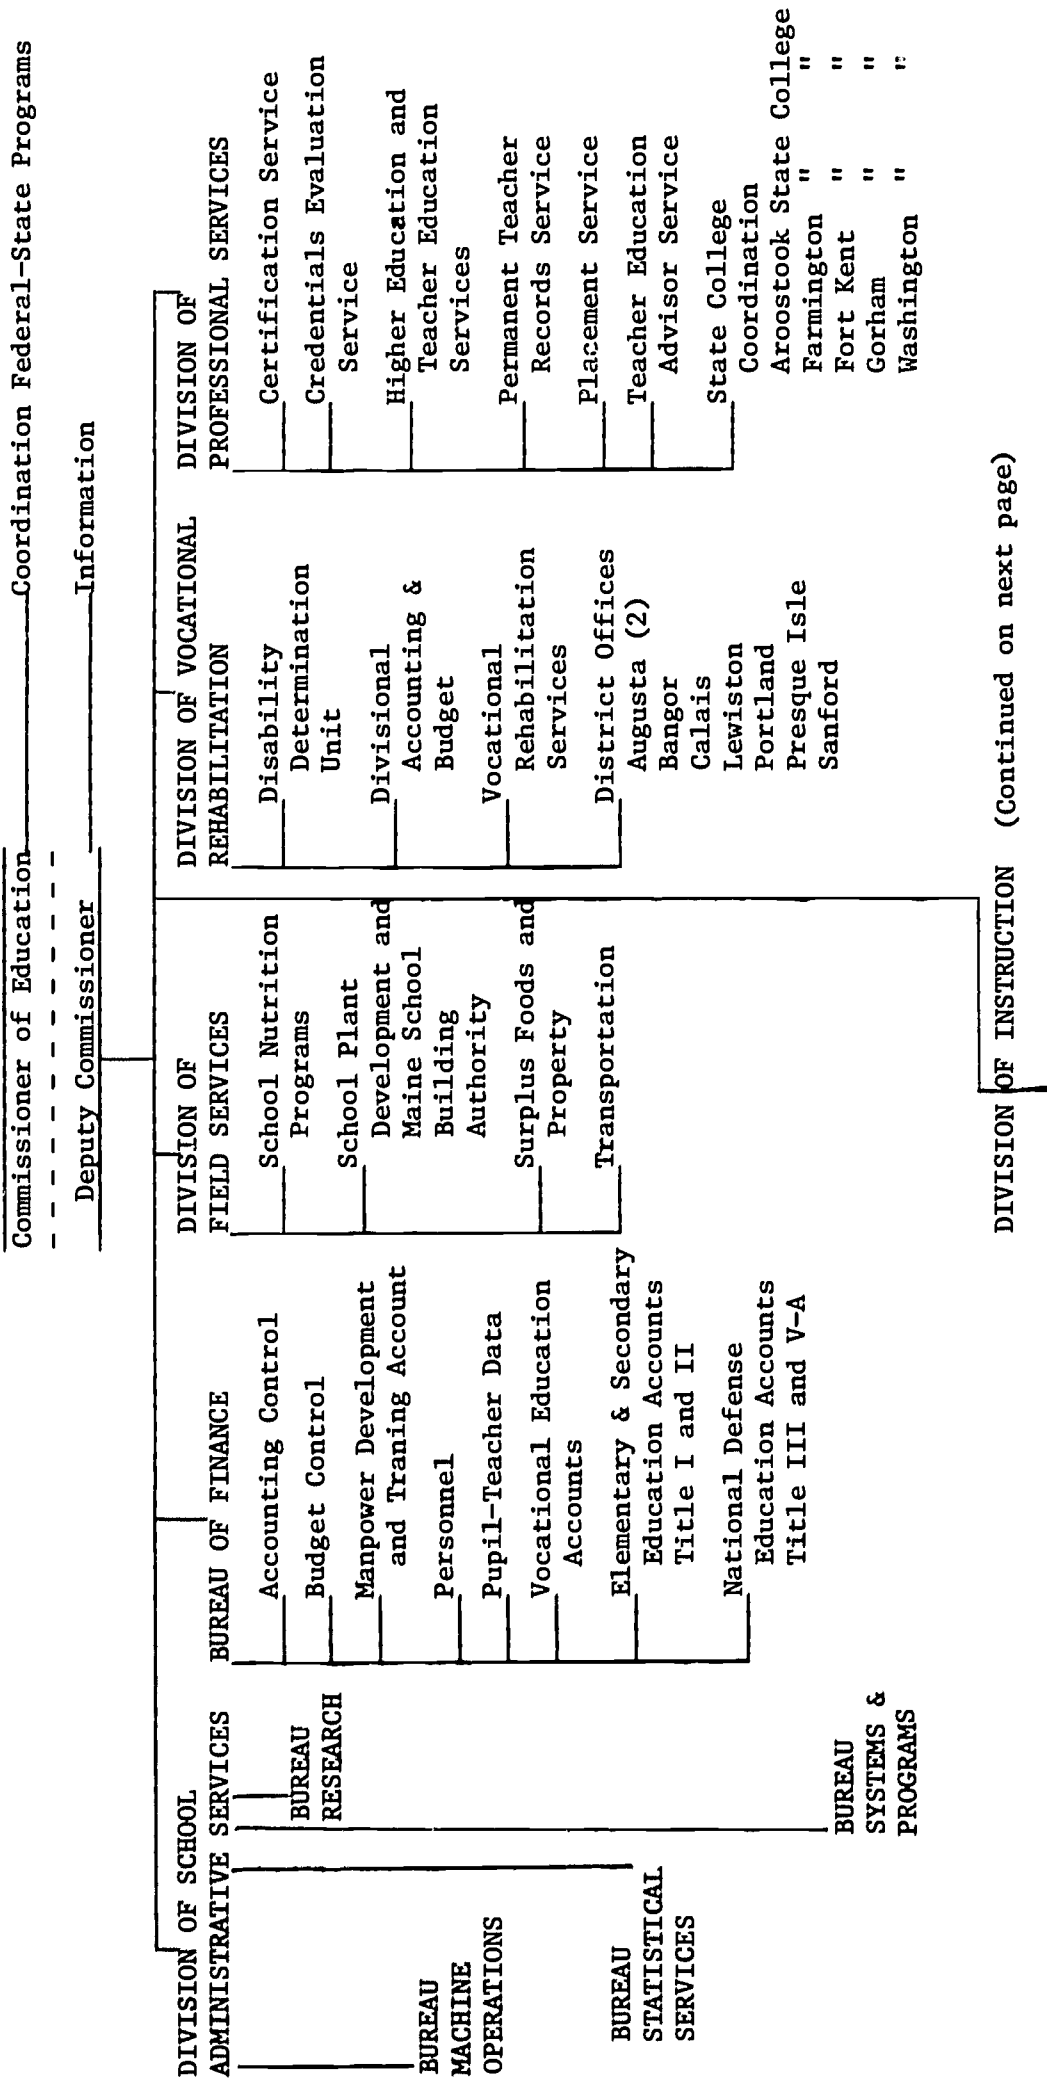 Commissioner of Education
Coordination Federal-State Programs
Deputy Commissioner
Information
DIVISION OF SCHOOL
ADMINISTRATIVE SERVICES
BUREAU
MACHINE
OPERATIONS
BUREAU
STATISTICAL
SERVICES
BUREAU
RESEARCH
BUREAU
SYSTEMS &
PROGRAMS
BUREAU OF FINANCE
Accounting Control
Budget Control
Manpower Development
and Traning Account
Personnel
Pupil-Teacher Data
Vocational Education
Accounts
Elementary & Secondary
Education Accounts
Title I and II
National Defense
Education Accounts
Title III and V-A
DIVISION OF
FIELD SERVICES
School Nutrition
Programs
School Plant
Development and
Maine School
Building
Authority
Surplus Foods and
Property
Transportation
DIVISION OF VOCATIONAL
REHABILITATION
Disability
Determination
Unit
Divisional
Accounting &
Budget
Vocational
Rehabilitation
Services
District Offices
Augusta (2)
Bangor
Calais
Lewiston
Portland
Presque Isle
Sanford
DIVISION OF
PROFESSIONAL SERVICES
Certification Service
Credentials Evaluation
Service
Higher Education and
Teacher Education
Services
Permanent Teacher
Records Service
Placement Service
Teacher Education
Advisor Service
State College
Coordination
Aroostook State College
Farmington " "
Fort Kent " "
Gorham " "
Washington " "
DIVISION OF INSTRUCTION (Continued on next page)